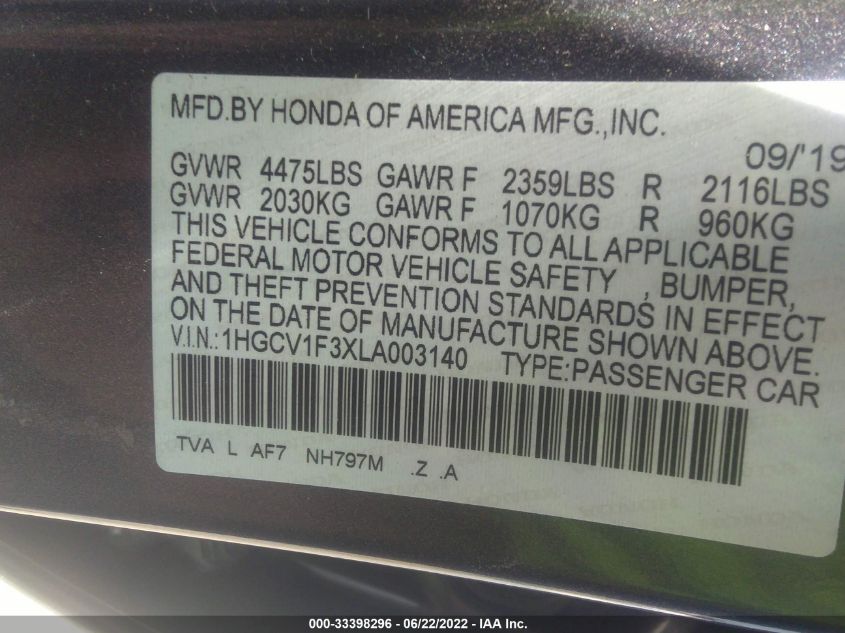 MFD.BY HONDA OF AMERICA MFG.,INC.
09/'19
GVWR 4475LBS GAWR F 2359LBS R 2116LBS
GVWR 2030KG GAWR F 1070KG R 960KG
THIS VEHICLE CONFORMS TO ALL APPLICABLE
FEDERAL MOTOR VEHICLE SAFETY , BUMPER,
AND THEFT PREVENTION STANDARDS IN EFFECT
ON THE DATE OF MANUFACTURE SHOWN ABOVE.
V.I.N.:1HGCV1F3XLA003140 TYPE:PASSENGER CAR
TVA L AF7 NH797M .Z .A
000-33398296 - 06/22/2022 - IAA Inc.